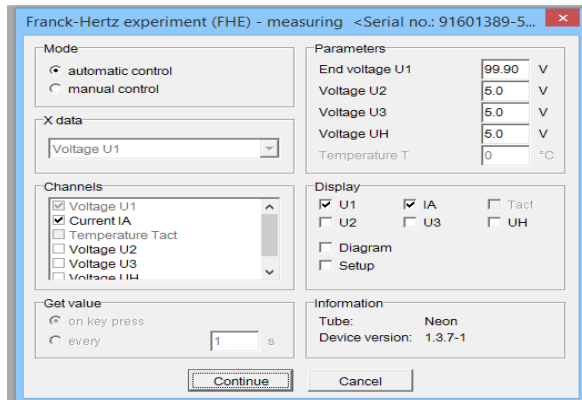 Franck-Hertz experiment (FHE) - measuring <Serial no.: 91601389-5...
Mode
automatic control
manual control
X data
Voltage U1
Channels
Voltage U1
Current IA
Temperature Tact
Voltage U2
Voltage U3
Voltage UH
Get value
on key press
every 1 s
Parameters
End voltage U1 99.90 V
Voltage U2 5.0 V
Voltage U3 5.0 V
Voltage UH 5.0 V
Temperature T 0 °C
Display
U1 IA Tact
U2 U3 UH
Diagram
Setup
Information
Tube: Neon
Device version: 1.3.7-1
Continue Cancel